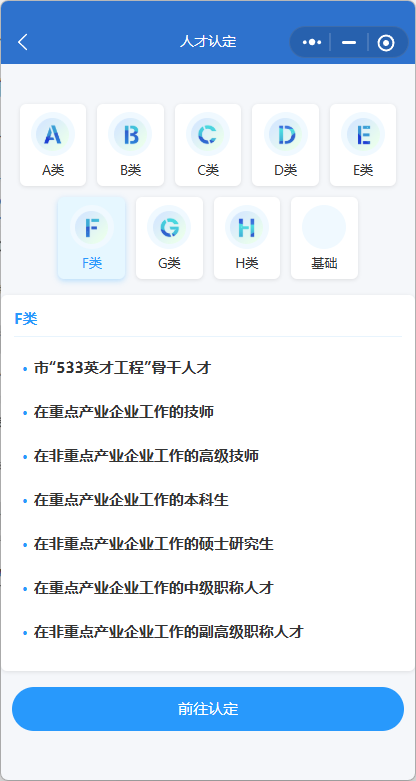 人才认定
A B C D E
A类 B类 C类 D类 E类
F G H
F类 G类 H类 基础
F类
• 市“533英才工程”骨干人才
• 在重点产业企业工作的技师
• 在非重点产业企业工作的高级技师
• 在重点产业企业工作的本科生
• 在非重点产业企业工作的硕士研究生
• 在重点产业企业工作的中级职称人才
• 在非重点产业企业工作的副高级职称人才
前往认定